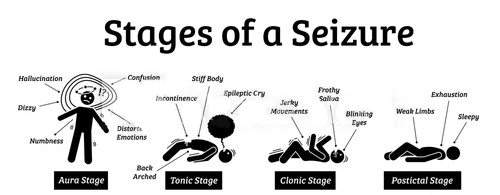 Stages of a Seizure
Hallucination
Confusion
!?
Dizzy
Numbness
Distorts
Emotions
Aura Stage
Stiff Body
Incontinence
Epileptic Cry
Back
Arched
Tonic Stage
Frothy
Saliva
Jerky
Movements
Blinking
Eyes
Clonic Stage
Exhaustion
Weak Limbs
Sleepy
Postictal Stage